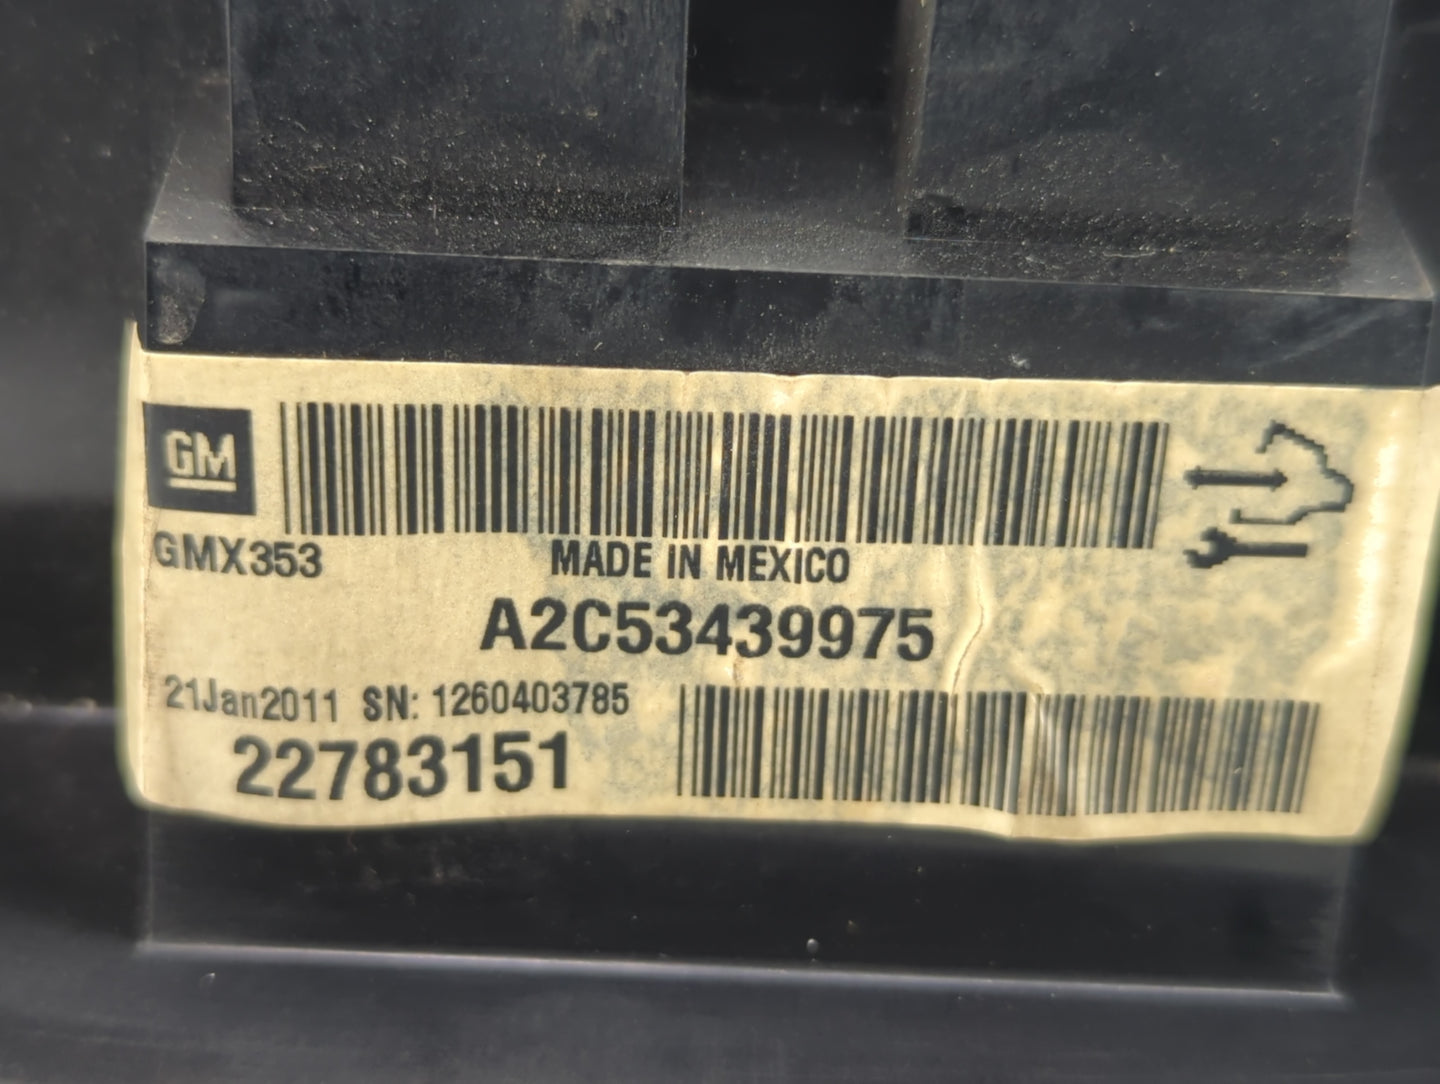 GM
GMX353
MADE IN MEXICO
A2C53439975
21Jan2011 SN: 1260403785
22783151